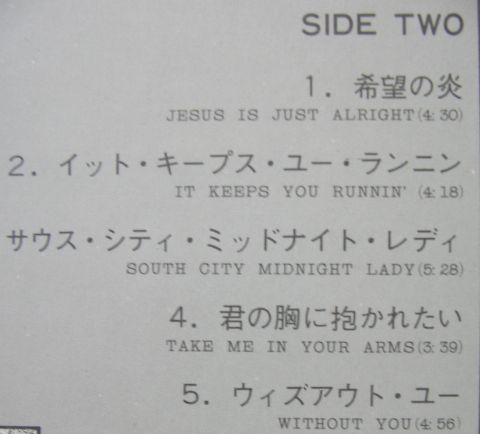 SIDE TWO
1. 希望の炎
JESUS IS JUST ALRIGHT(4:30)
2. イット・キープス・ユー・ランニン
IT KEEPS YOU RUNNIN' (4:18)
サウス・シティ・ミッドナイト・レディ
SOUTH CITY MIDNIGHT LADY(5:28)
4. 君の胸に抱かれたい
TAKE ME IN YOUR ARMS(3:39)
5. ウィズアウト・ユー
WITHOUT YOU(4:56)